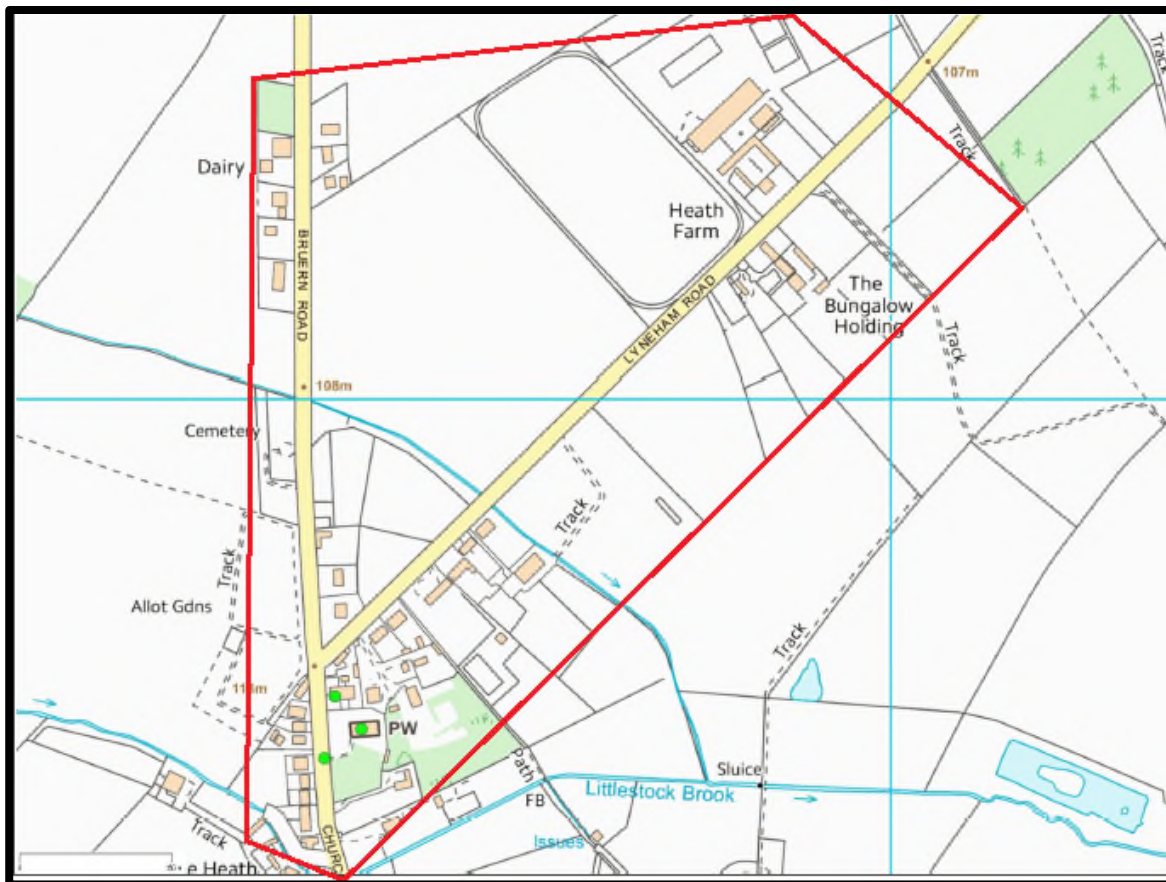 107m
Track
Track
Dairy
Heath
Farm
BRUERN ROAD
The
Bungalow
Holding
LYNEHAM ROAD
Track
108m
Cemetery
Track
Track
Allot Gdns
Track
PW
Path
Sluice
Littlestock Brook
FB
Issues
CHURC
Track
e Heath